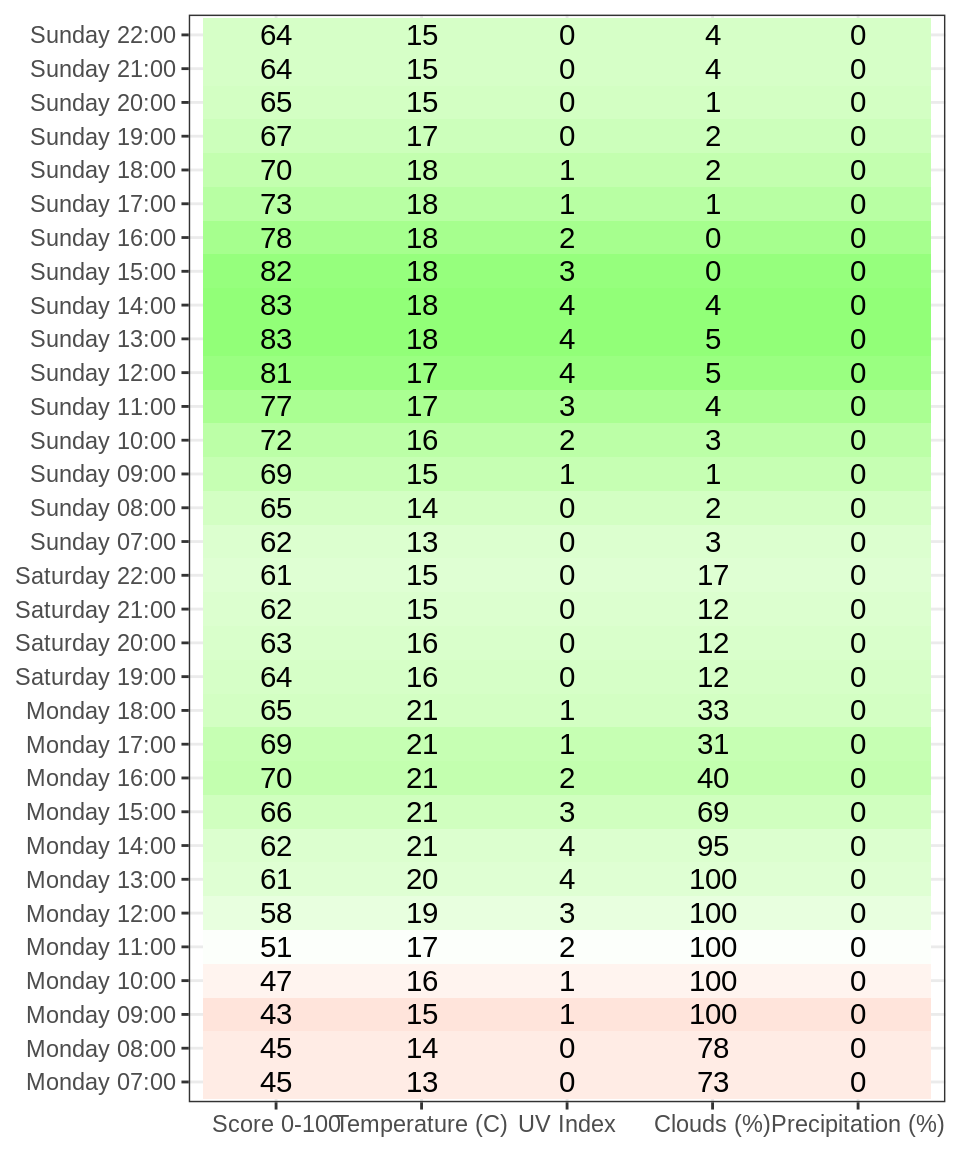 Sunday 22:00 64 15 0 4 0
Sunday 21:00 64 15 0 4 0
Sunday 20:00 65 15 0 1 0
Sunday 19:00 67 17 0 2 0
Sunday 18:00 70 18 1 2 0
Sunday 17:00 73 18 1 1 0
Sunday 16:00 78 18 2 0 0
Sunday 15:00 82 18 3 0 0
Sunday 14:00 83 18 4 4 0
Sunday 13:00 83 18 4 5 0
Sunday 12:00 81 17 4 5 0
Sunday 11:00 77 17 3 4 0
Sunday 10:00 72 16 2 3 0
Sunday 09:00 69 15 1 1 0
Sunday 08:00 65 14 0 2 0
Sunday 07:00 62 13 0 3 0
Saturday 22:00 61 15 0 17 0
Saturday 21:00 62 15 0 12 0
Saturday 20:00 63 16 0 12 0
Saturday 19:00 64 16 0 12 0
Monday 18:00 65 21 1 33 0
Monday 17:00 69 21 1 31 0
Monday 16:00 70 21 2 40 0
Monday 15:00 66 21 3 69 0
Monday 14:00 62 21 4 95 0
Monday 13:00 61 20 4 100 0
Monday 12:00 58 19 3 100 0
Monday 11:00 51 17 2 100 0
Monday 10:00 47 16 1 100 0
Monday 09:00 43 15 1 100 0
Monday 08:00 45 14 0 78 0
Monday 07:00 45 13 0 73 0
Score 0-100 Temperature (C) UV Index Clouds (%) Precipitation (%)